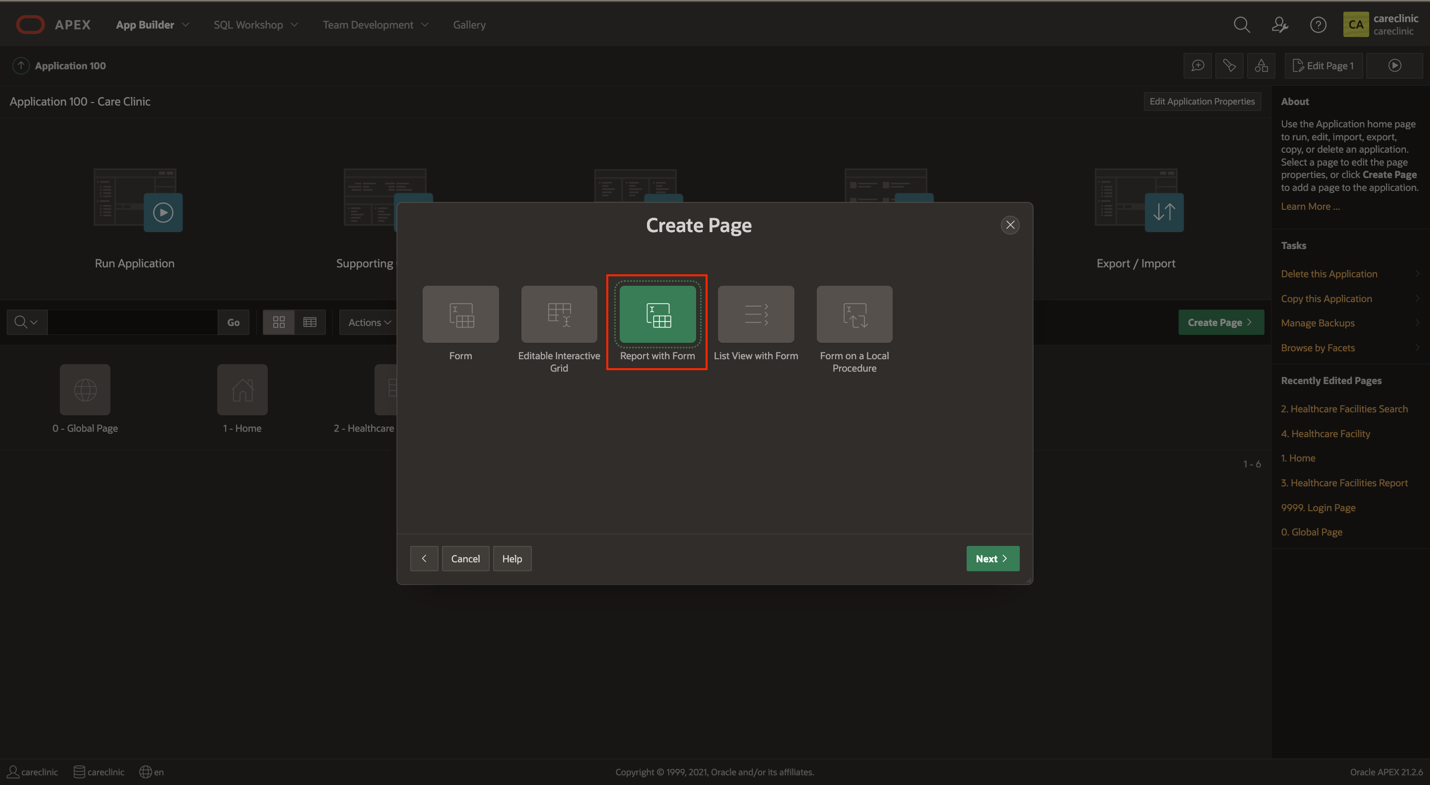 APEX
App Builder
SQL Workshop
Team Development
Gallery
CA
careclinic
careclinic
Application 100
Edit Page 1
Application 100 - Care Clinic
Edit Application Properties
Run Application
Supporting
Export / Import
Go
Actions
Create Page
0 - Global Page
1 - Home
2 - Healthcare
1 - 6
Create Page
Form
Editable Interactive
Grid
Report with Form
List View with Form
Form on a Local
Procedure
Cancel
Help
Next
About
Use the Application home page
to run, edit, import, export,
copy, or delete an application.
Select a page to edit the page
properties, or click Create Page
to add a page to the application.
Learn More ...
Tasks
Delete this Application
Copy this Application
Manage Backups
Browse by Facets
Recently Edited Pages
2. Healthcare Facilities Search
4. Healthcare Facility
1. Home
3. Healthcare Facilities Report
9999. Login Page
0. Global Page
careclinic
careclinic
en
Copyright © 1999, 2021, Oracle and/or its affiliates.
Oracle APEX 21.2.6